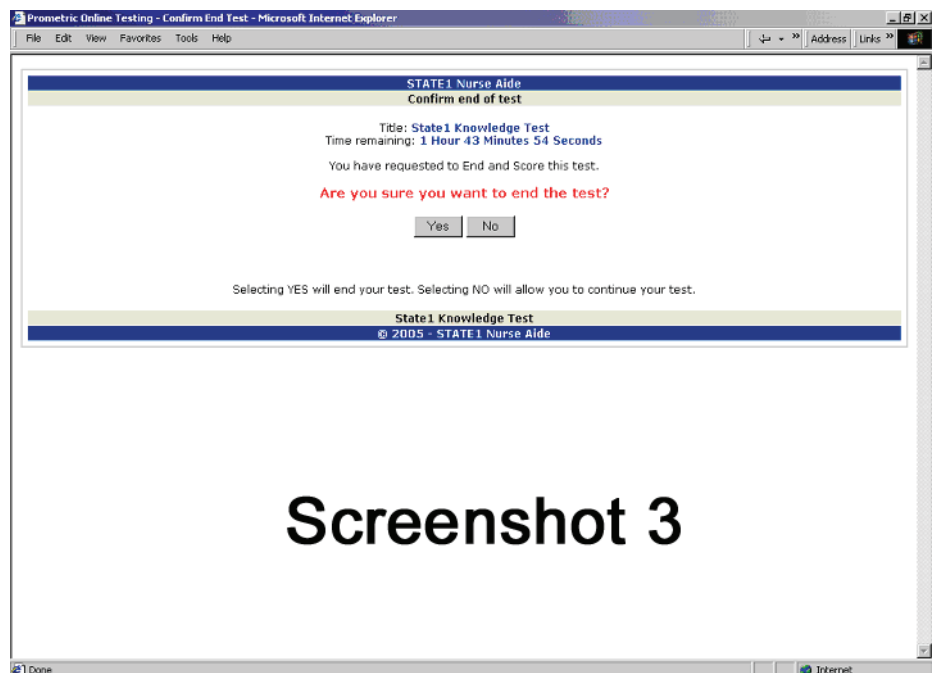 Prometric Online Testing - Confirm End Test - Microsoft Internet Explorer
File Edit View Favorites Tools Help
Address Links
STATE1 Nurse Aide
Confirm end of test
Title: State1 Knowledge Test
Time remaining: 1 Hour 43 Minutes 54 Seconds
You have requested to End and Score this test.
Are you sure you want to end the test?
Yes No
Selecting YES will end your test. Selecting NO will allow you to continue your test.
State1 Knowledge Test
© 2005 - STATE1 Nurse Aide
Screenshot 3
Done Internet